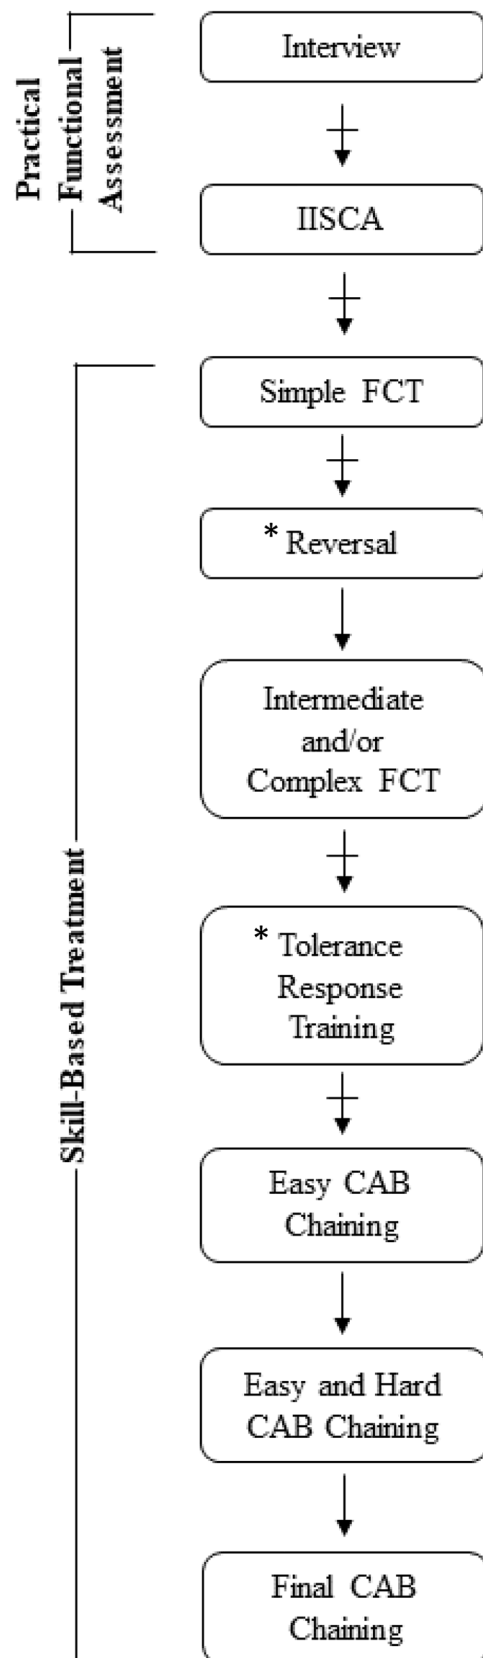 Practical
Functional
Assessment
Interview
IISCA
Skill-Based Treatment
Simple FCT
* Reversal
Intermediate
and/or
Complex FCT
* Tolerance
Response
Training
Easy CAB
Chaining
Easy and Hard
CAB Chaining
Final CAB
Chaining